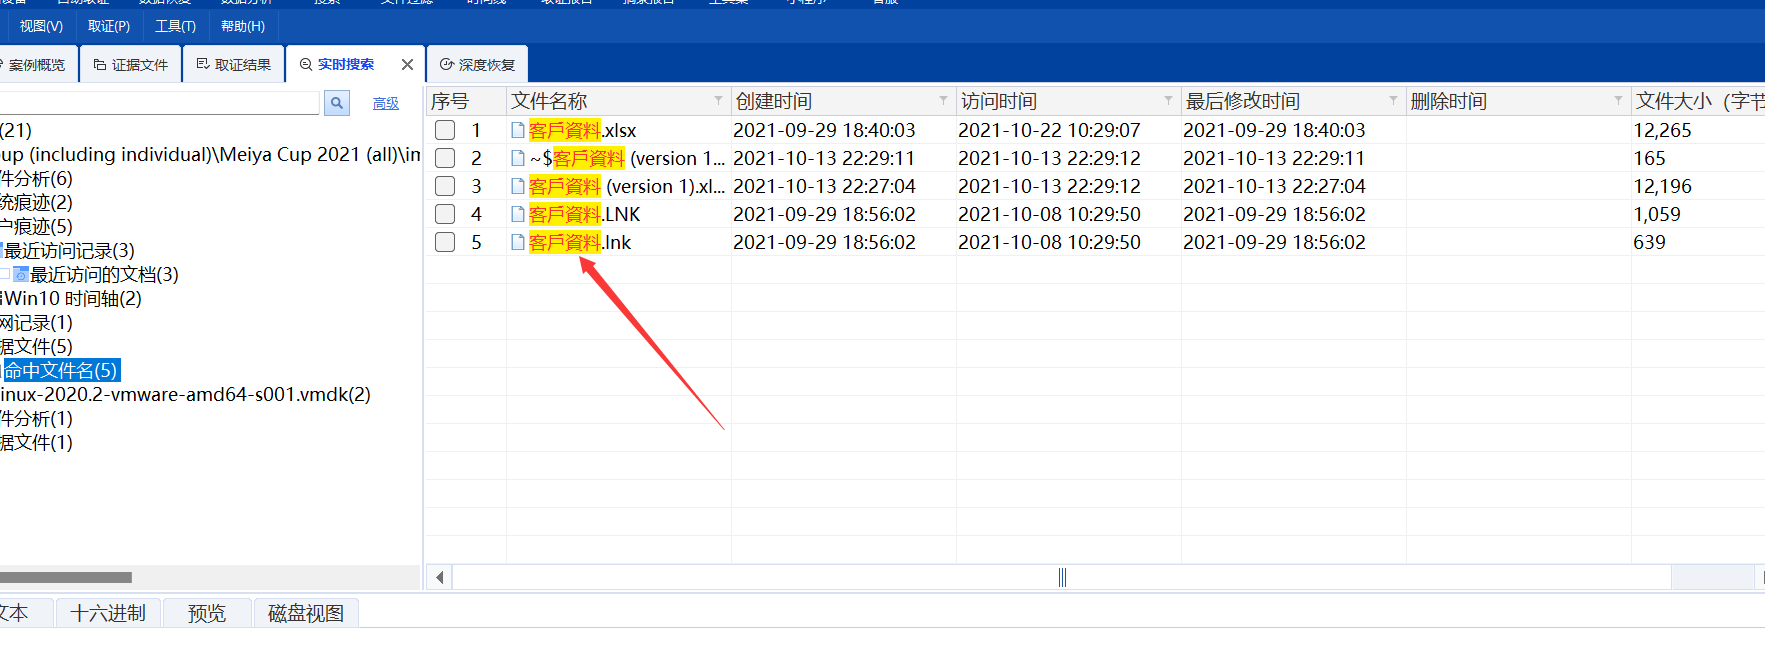 视图(V) 取证(P) 工具(T) 帮助(H)
案例概览 证据文件 取证结果 实时搜索 深度恢复
高级
(21)
up (including individual)\Meiya Cup 2021 (all)\im
件分析(6)
统痕迹(2)
户痕迹(5)
最近访问记录(3)
最近访问的文档(3)
Win10 时间轴(2)
网记录(1)
据文件(5)
命中文件名(5)
inux-2020.2-vmware-amd64-s001.vmdk(2)
件分析(1)
据文件(1)
序号 文件名称 创建时间 访问时间 最后修改时间 删除时间 文件大小（字节
1 客戶資料.xlsx 2021-09-29 18:40:03 2021-10-22 10:29:07 2021-09-29 18:40:03 12,265
2 ~$客戶資料 (version 1... 2021-10-13 22:29:11 2021-10-13 22:29:12 2021-10-13 22:29:11 165
3 客戶資料 (version 1).xl... 2021-10-13 22:27:04 2021-10-13 22:29:12 2021-10-13 22:27:04 12,196
4 客戶資料.LNK 2021-09-29 18:56:02 2021-10-08 10:29:50 2021-09-29 18:56:02 1,059
5 客戶資料.lnk 2021-09-29 18:56:02 2021-10-08 10:29:50 2021-09-29 18:56:02 639
文本 十六进制 预览 磁盘视图